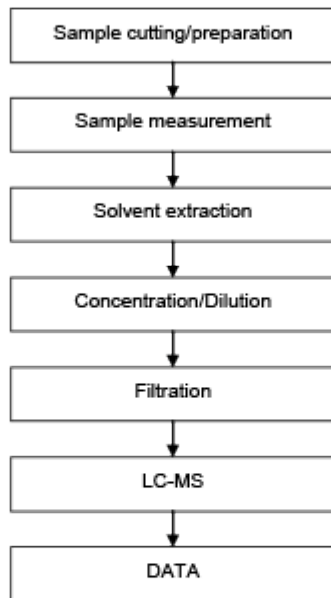 Sample cutting/preparation
Sample measurement
Solvent extraction
Concentration/Dilution
Filtration
LC-MS
DATA